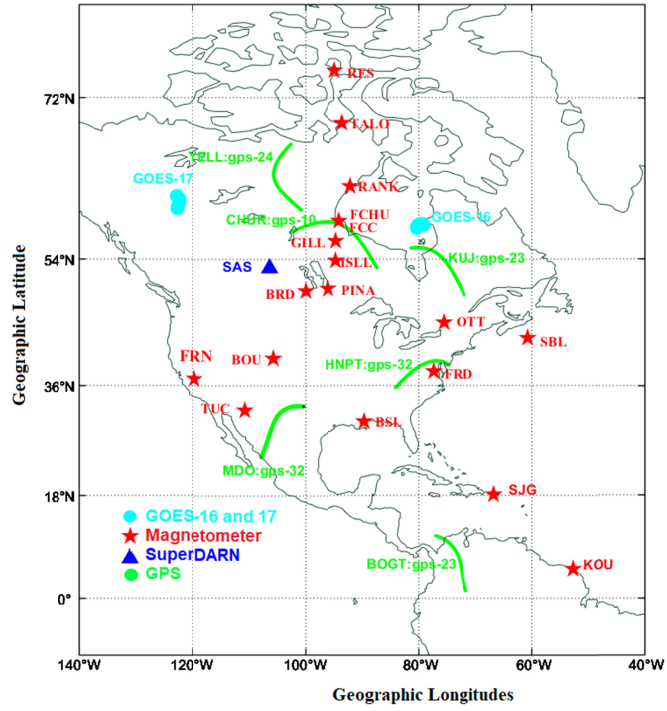 RES
72°N
TALO
YELL:gps-24
GOES-17
RANK
CHUR:gps-10
FCHU
GOES-16
FCC
GILL
54°N
SAS
ISLL
KUJ:gps-23
BRD
PINA
OTT
SBL
FRN
BOU
HNPT:gps-32
FRD
36°N
TUC
BSL
MDO:gps-32
SJG
18°N
GOES-16 and 17
Magnetometer
SuperDARN
BOGT:gps-23
KOU
GPS
0°
140°W
120°W
100°W
80°W
60°W
40°W
Geographic Longitudes
Geographic Latitude